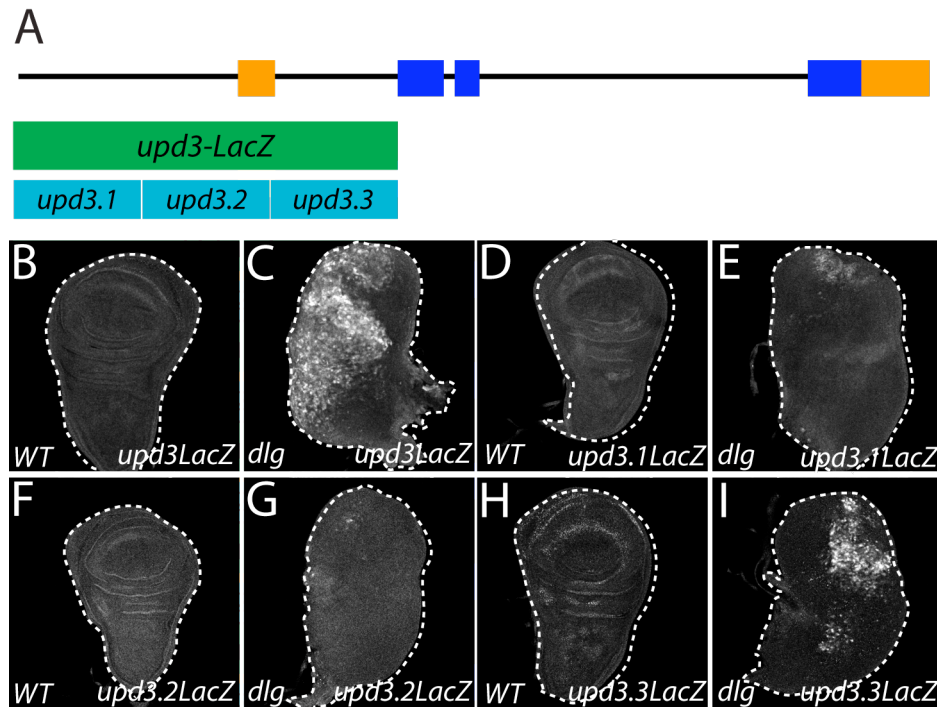 A
upd3-LacZ
upd3.1 upd3.2 upd3.3
B C D E
WT upd3LacZ dlg upd3LacZ WT upd3.1LacZ dlg upd3.1LacZ
F G H I
WT upd3.2LacZ dlg upd3.2LacZ WT upd3.3LacZ dlg upd3.3LacZ